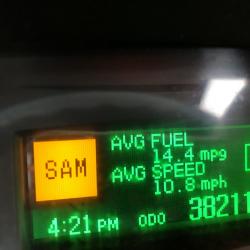 AVG FUEL
14.4 mpg
SAM
AVG SPEED
10.8 mph
4:21 PM ODO 38211